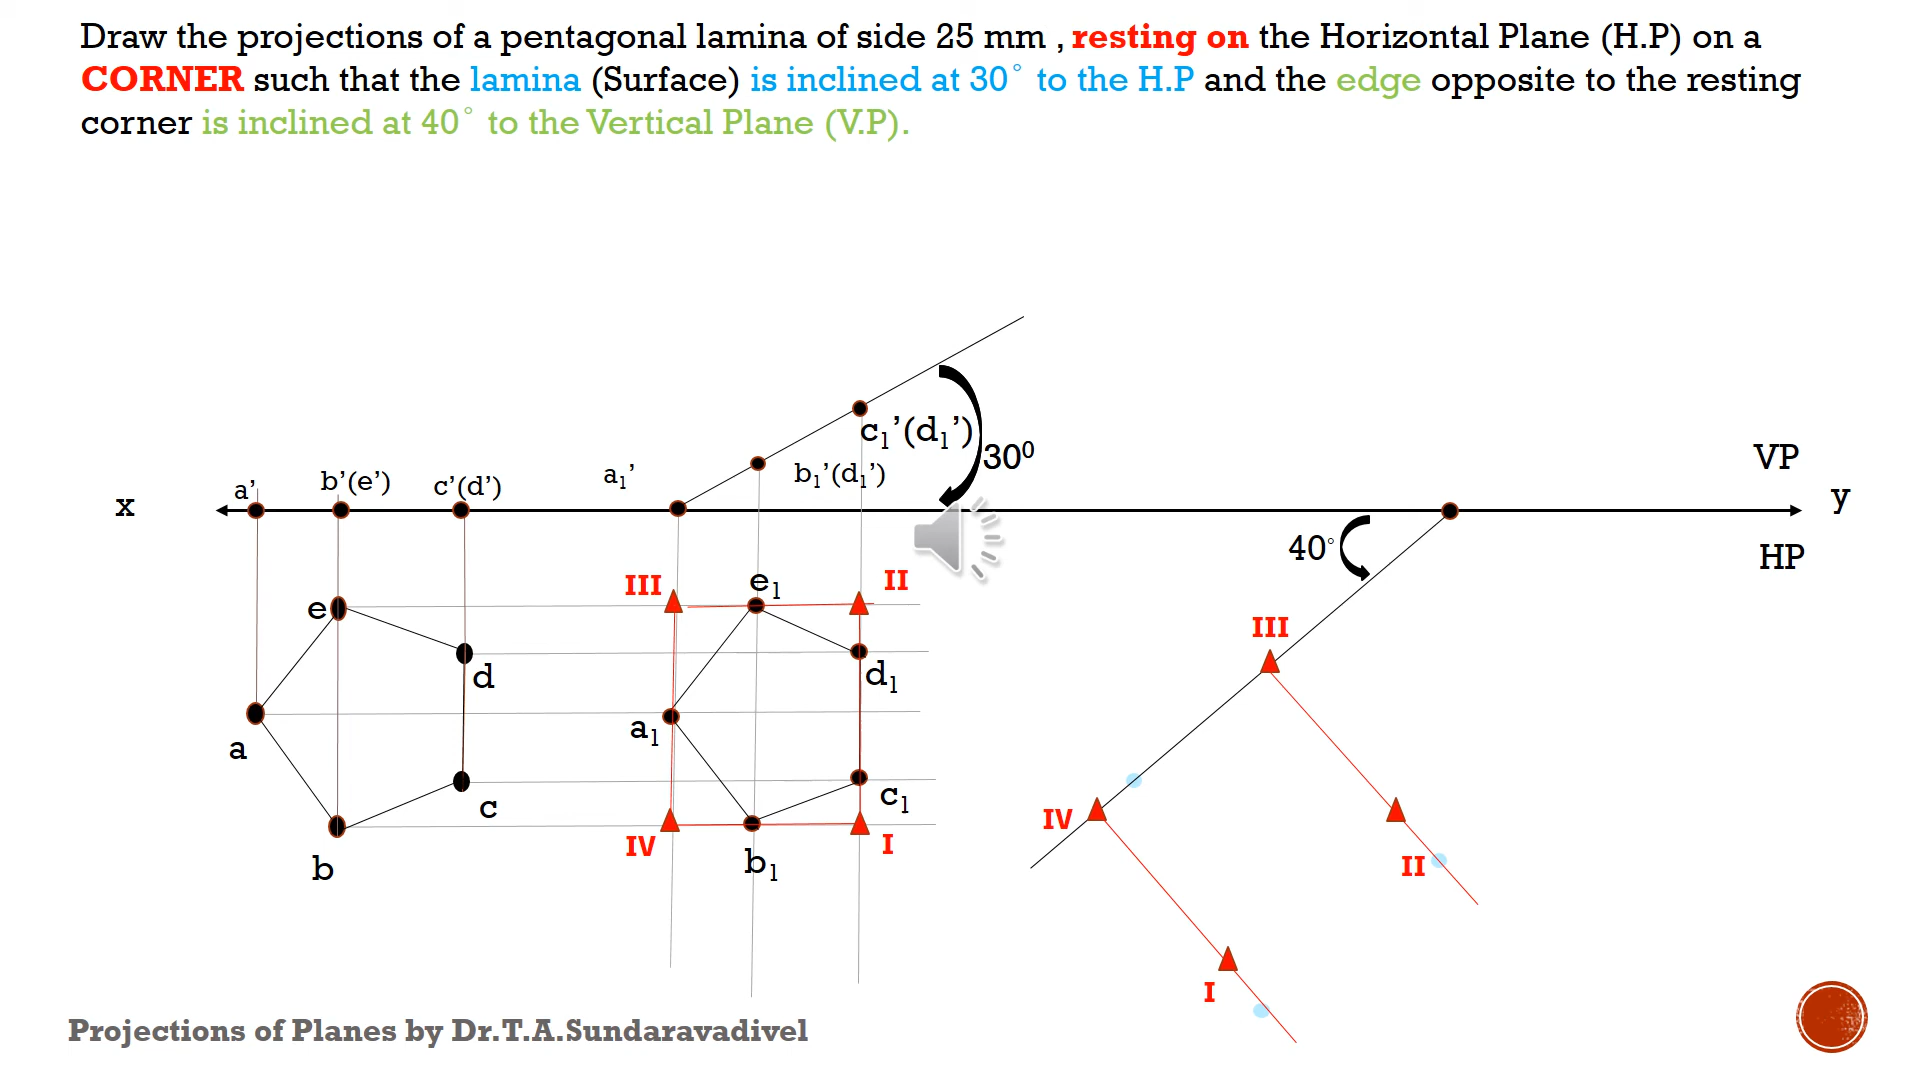 Draw the projections of a pentagonal lamina of side 25 mm , resting on the Horizontal Plane (H.P) on a
CORNER such that the lamina (Surface) is inclined at 30° to the H.P and the edge opposite to the resting
corner is inclined at 40° to the Vertical Plane (V.P).
c₁’(d₁’)
30⁰
VP
a’
b’(e’)
c’(d’)
a₁’
b₁’(d₁’)
x
y
40°
HP
III
e₁
II
e
III
d
d₁
a
a₁
c
c₁
IV
I
IV
b
b₁
II
I
Projections of Planes by Dr.T.A.Sundaravadivel